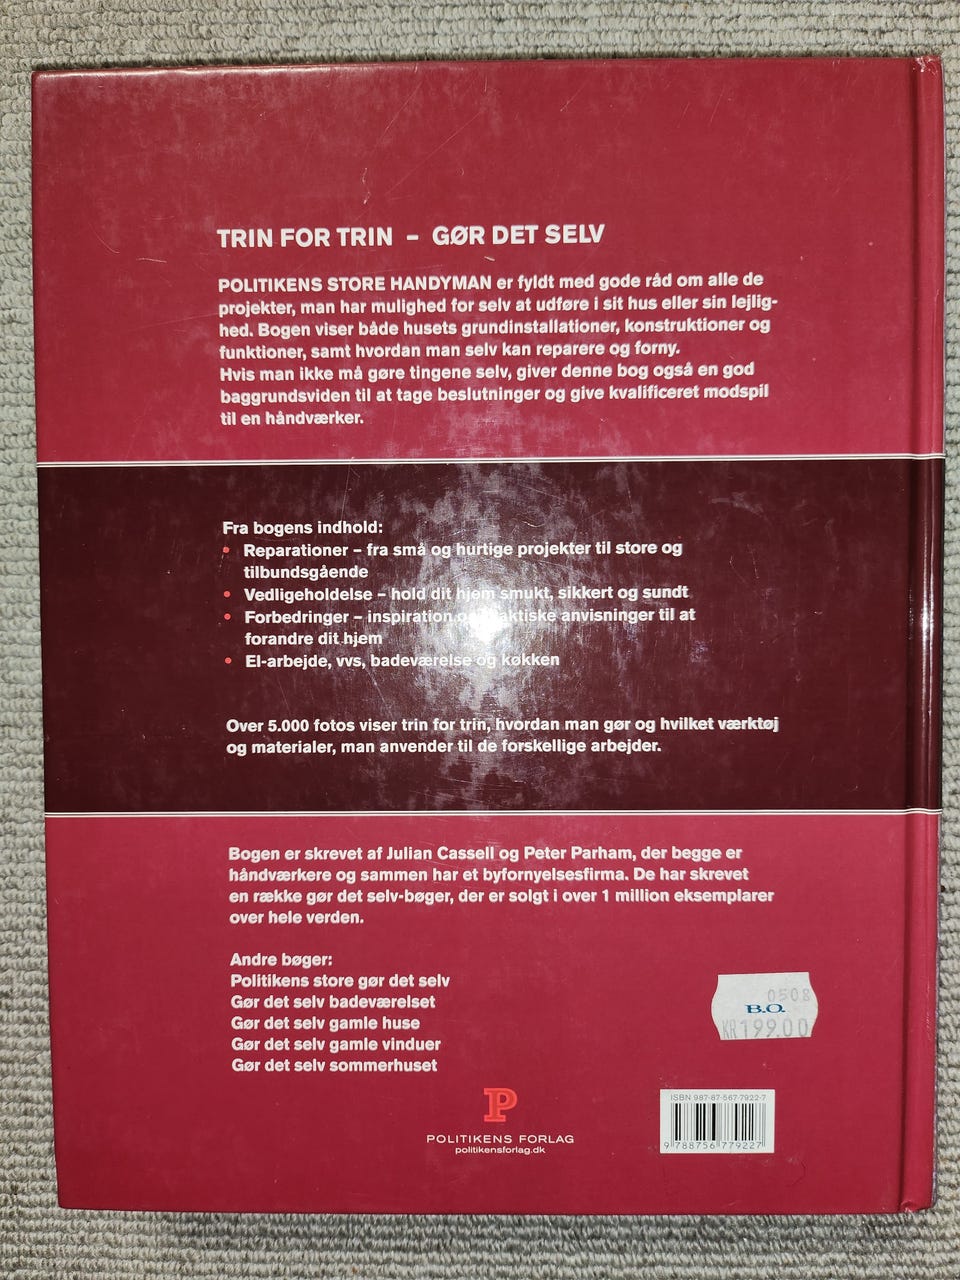 TRIN FOR TRIN – GØR DET SELV
POLITIKENS STORE HANDYMAN er fyldt med gode råd om alle de
projekter, man har mulighed for selv at udføre i sit hus eller sin lejlig-
hed. Bogen viser både husets grundinstallationer, konstruktioner og
funktioner, samt hvordan man selv kan reparere og forny.
Hvis man ikke må gøre tingene selv, giver denne bog også en god
baggrundsviden til at tage beslutninger og give kvalificeret modspil
til en håndværker.
Fra bogens indhold:
• Reparationer – fra små og hurtige projekter til store og
tilbundsgående
• Vedligeholdelse – hold dit hjem smukt, sikkert og sundt
• Forbedringer – inspiration og praktiske anvisninger til at
forandre dit hjem
• El-arbejde, vvs, badeværelse og køkken
Over 5.000 fotos viser trin for trin, hvordan man gør og hvilket værktøj
og materialer, man anvender til de forskellige arbejder.
Bogen er skrevet af Julian Cassell og Peter Parham, der begge er
håndværkere og sammen har et byfornyelsesfirma. De har skrevet
en række gør det selv-bøger, der er solgt i over 1 million eksemplarer
over hele verden.
Andre bøger:
Politikens store gør det selv
Gør det selv badeværelset
Gør det selv gamle huse
Gør det selv gamle vinduer
Gør det selv sommerhuset
0508
B.O.
KR199.00
P
POLITIKENS FORLAG
politikensforlag.dk
ISBN 987-87-567-7922-7
9 788756 779227